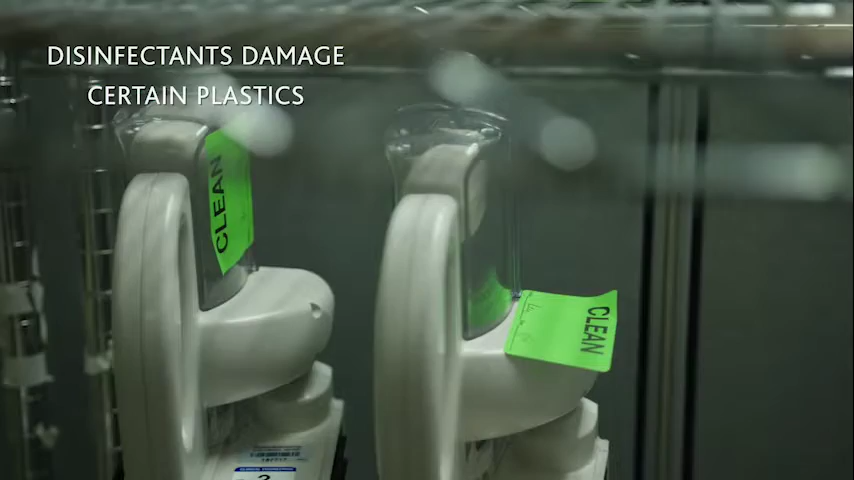 DISINFECTANTS DAMAGE
CERTAIN PLASTICS
CLEAN
CLEAN